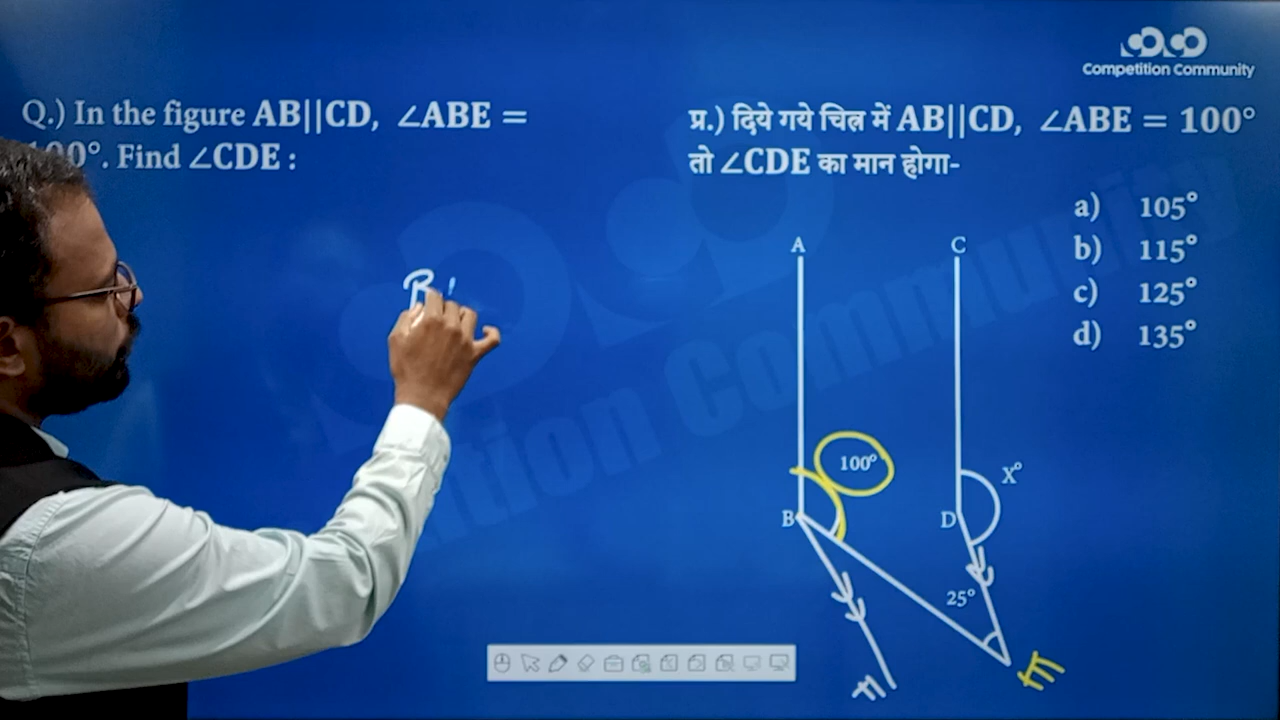 Competition Community
Q.) In the figure AB||CD, ∠ABE =
100°. Find ∠CDE :
प्र.) दिये गये चित्र में AB||CD, ∠ABE = 100°
तो ∠CDE का मान होगा-
a) 105°
b) 115°
c) 125°
d) 135°
A
C
100°
X°
B
D
25°
E
F
B